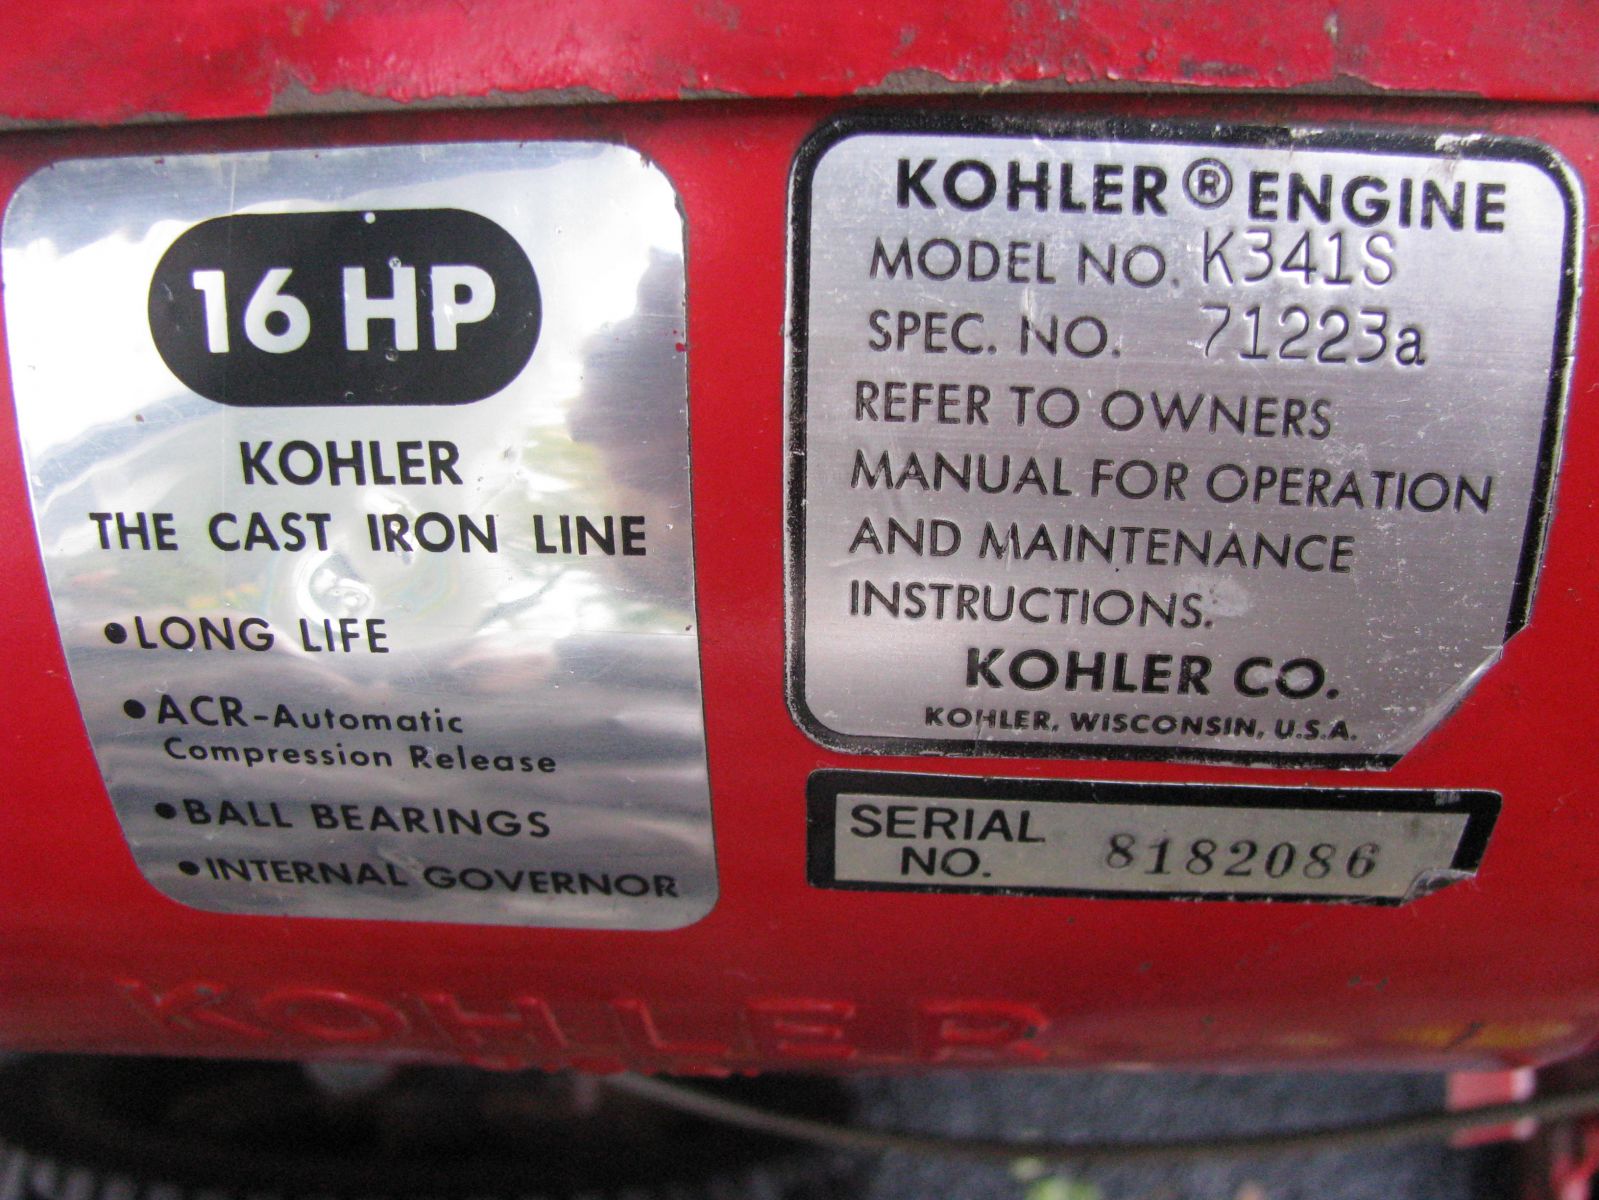 16 HP
KOHLER
THE CAST IRON LINE
•LONG LIFE
•ACR-Automatic
Compression Release
•BALL BEARINGS
•INTERNAL GOVERNOR
KOHLER® ENGINE
MODEL NO. K341S
SPEC. NO. 71223a
REFER TO OWNERS
MANUAL FOR OPERATION
AND MAINTENANCE
INSTRUCTIONS.
KOHLER CO.
KOHLER, WISCONSIN, U.S.A.
SERIAL
NO. 8182086
KOHLER